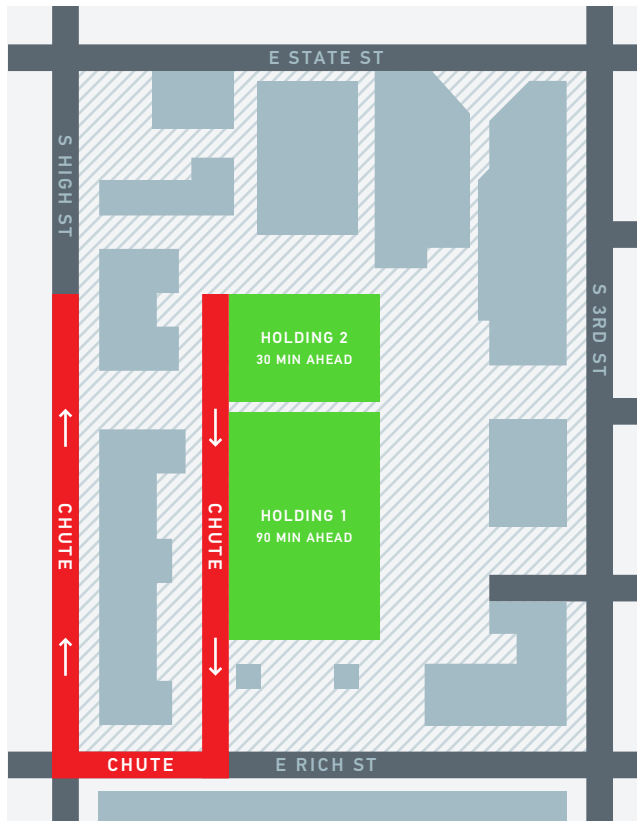 E STATE ST
S HIGH ST
S 3RD ST
HOLDING 2
30 MIN AHEAD
HOLDING 1
90 MIN AHEAD
CHUTE
CHUTE
CHUTE
E RICH ST